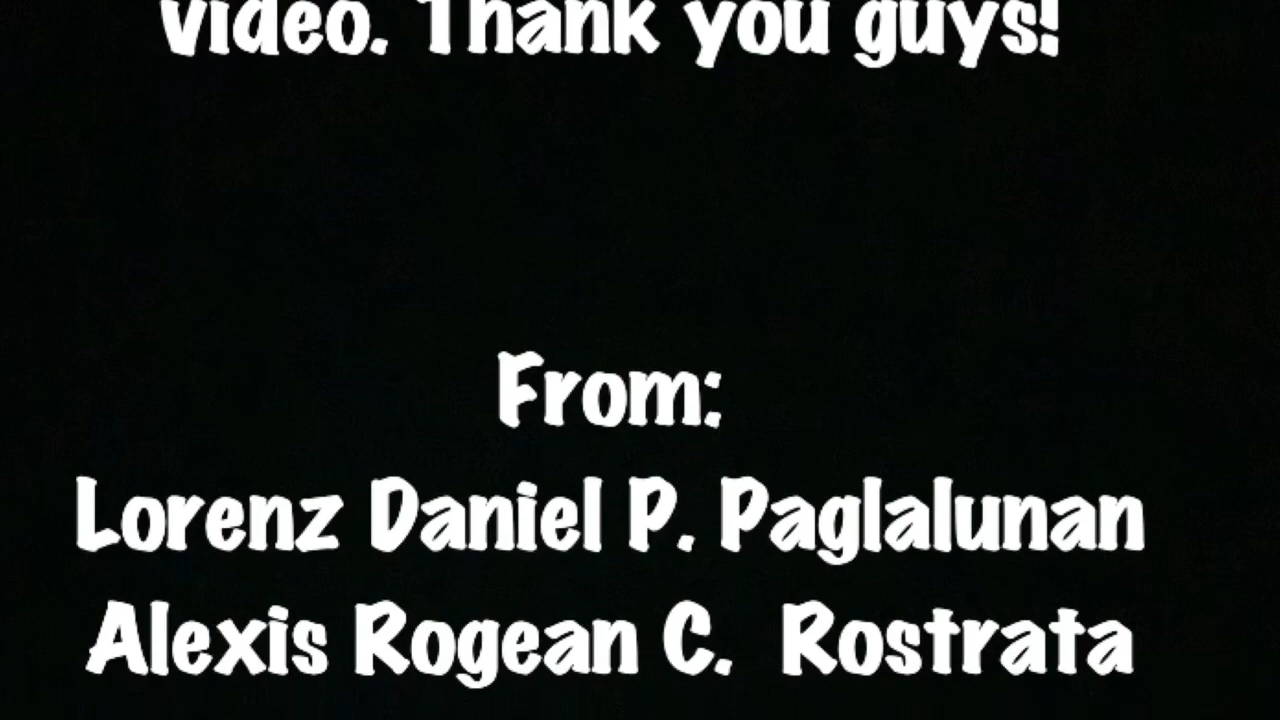 video. Thank you guys!
From:
Lorenz Daniel P. Paglalunan
Alexis Rogean C. Rostrata